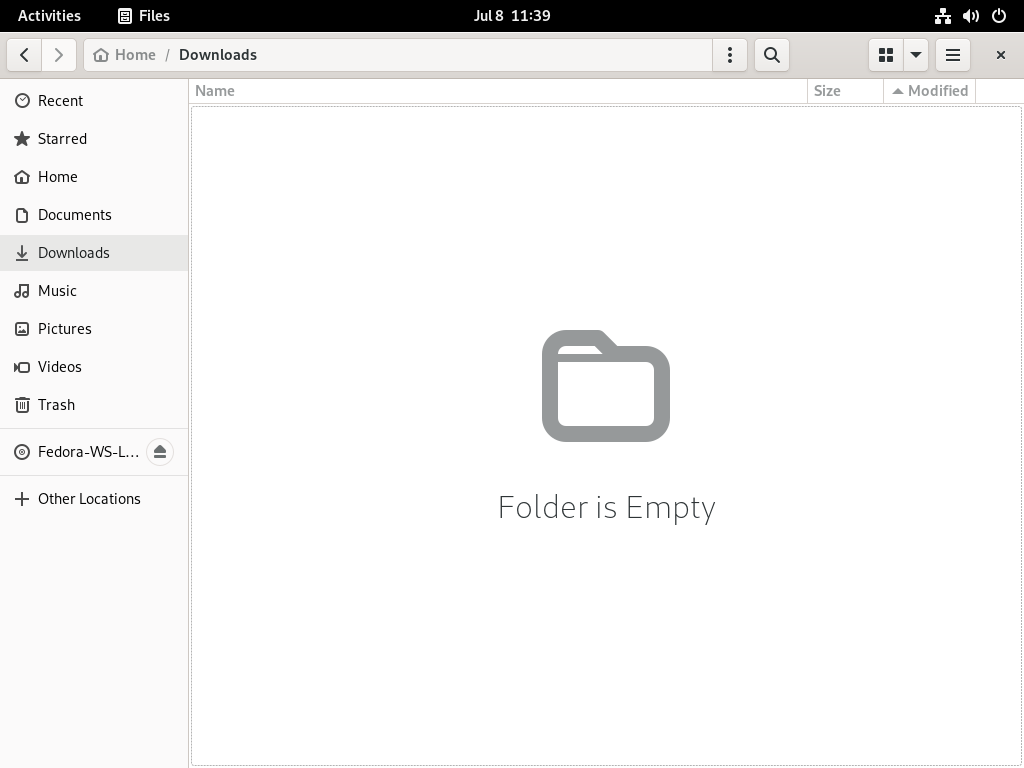 Activities Files Jul 8 11:39
Home / Downloads
Name Size Modified
Recent
Starred
Home
Documents
Downloads
Music
Pictures
Videos
Trash
Fedora-WS-L...
Other Locations
Folder is Empty